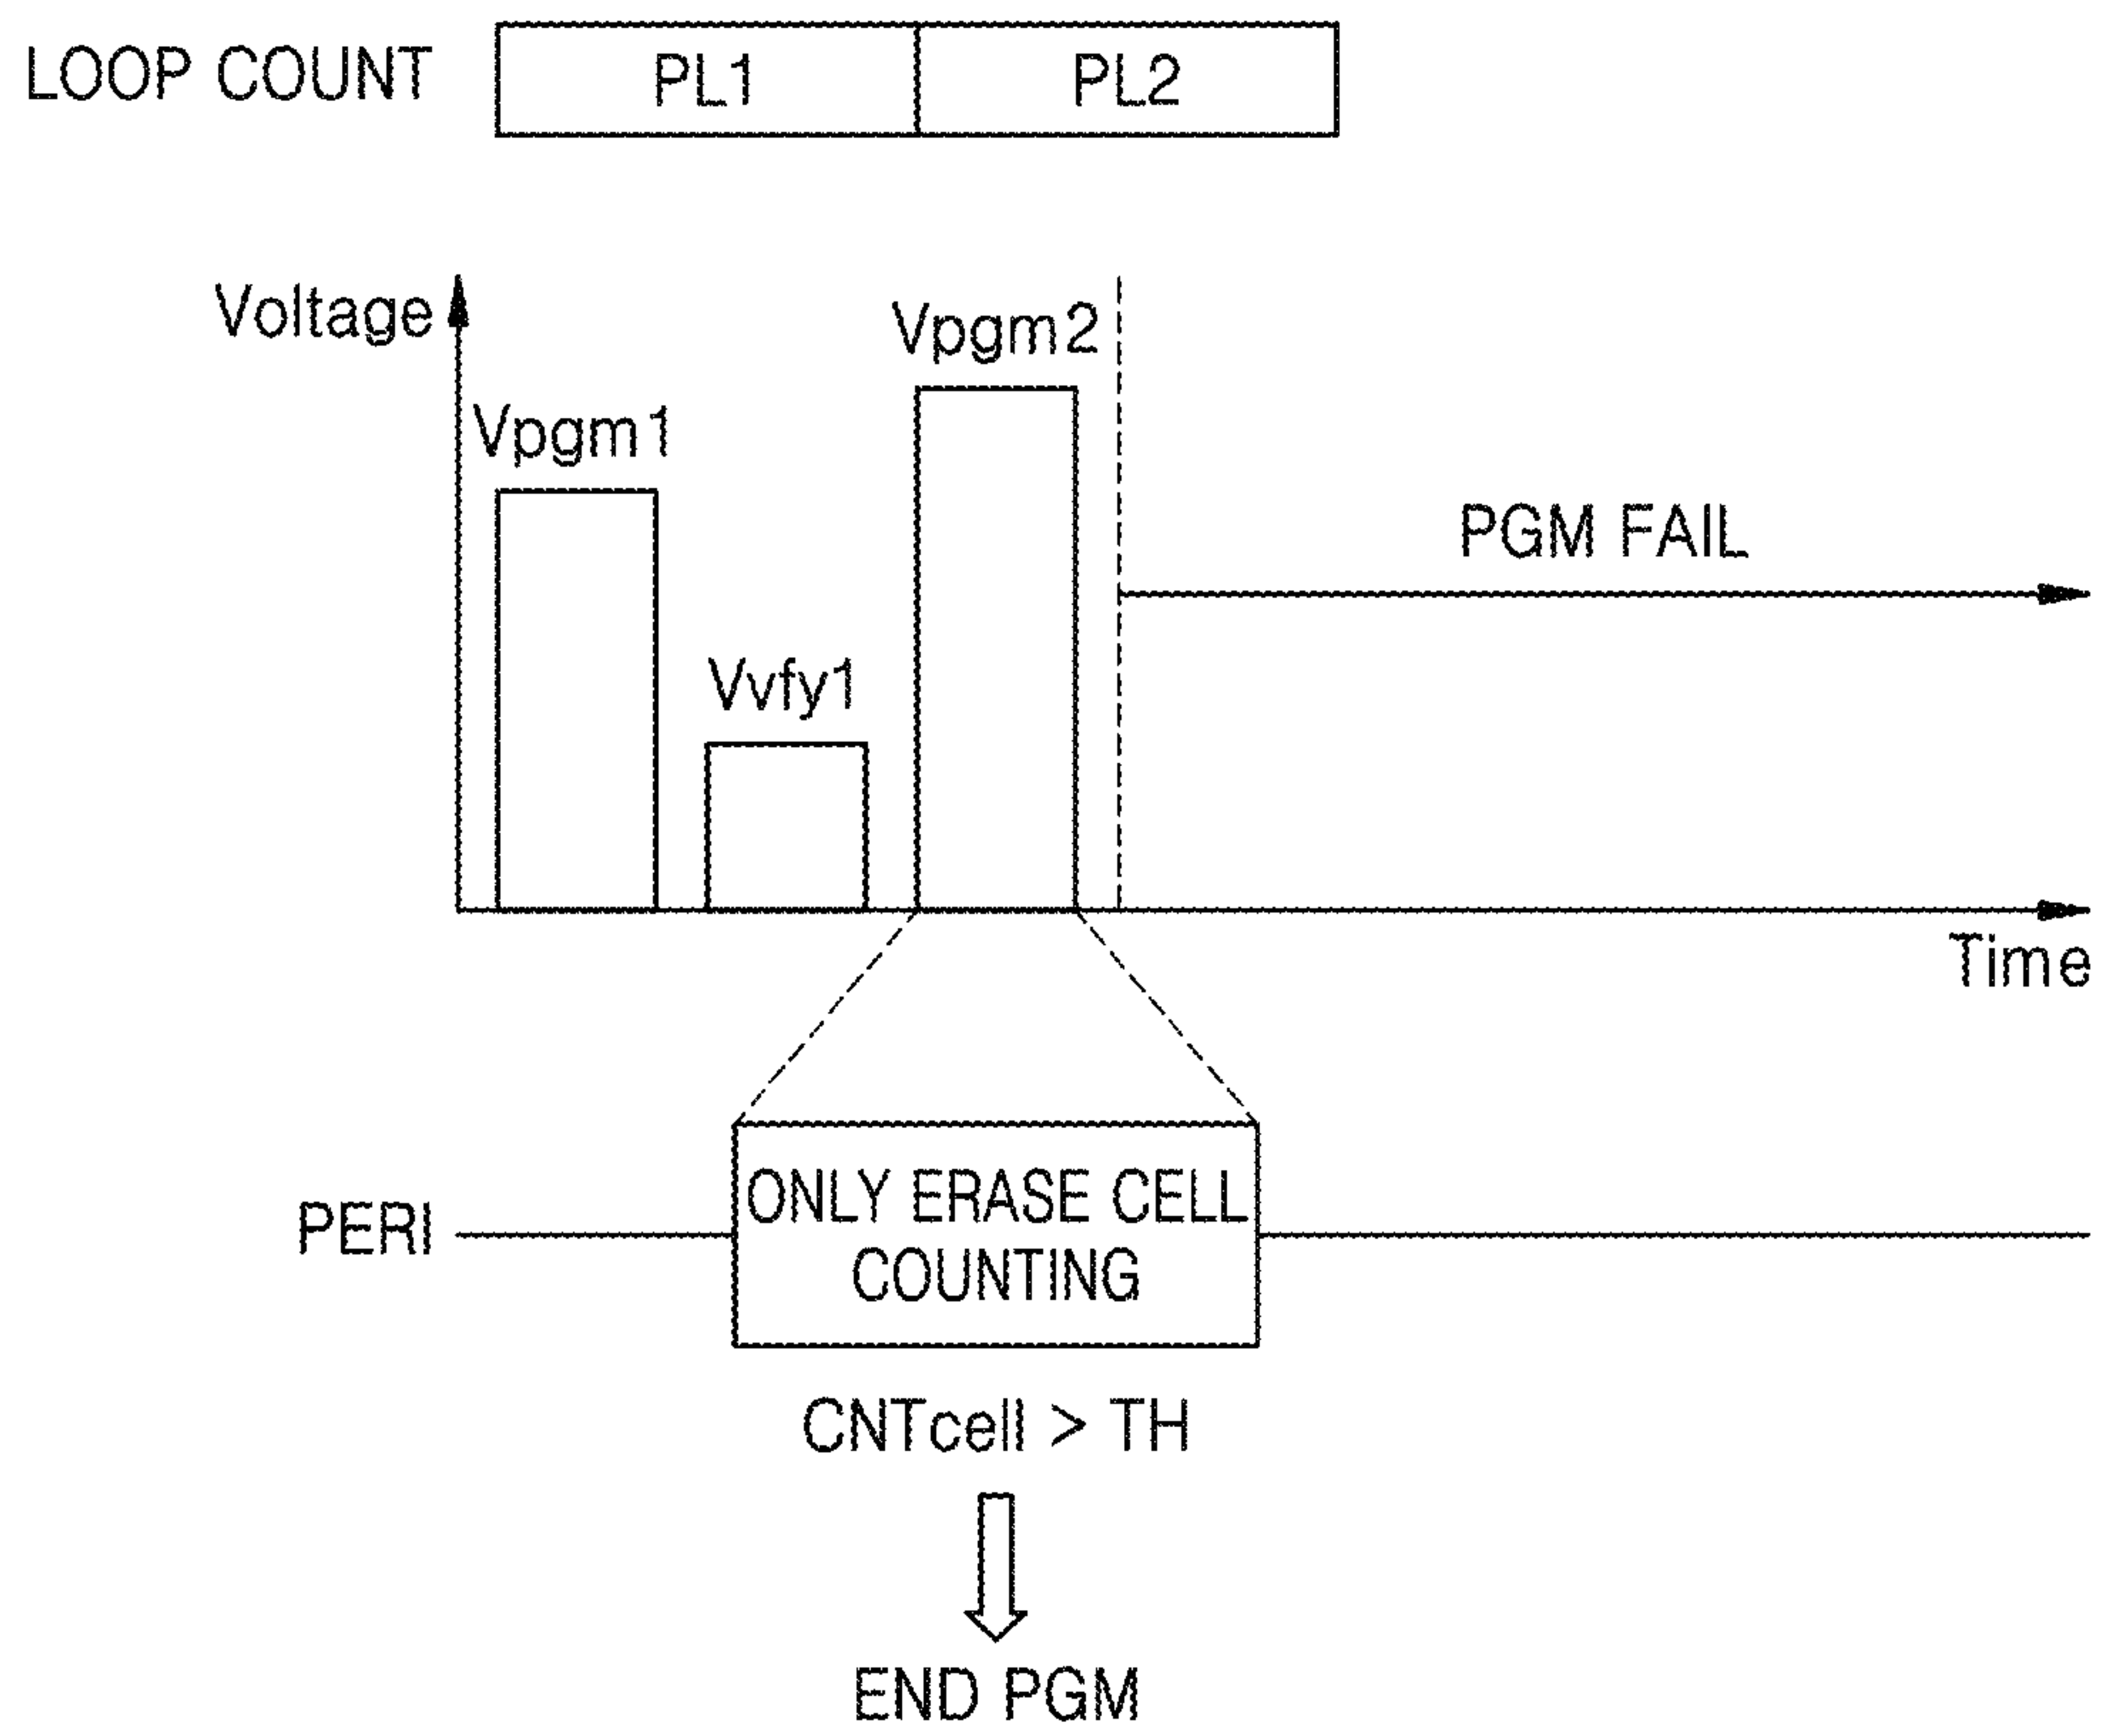 LOOP COUNT PL1 PL2
Voltage
Vpgm2
Vpgm1
PGM FAIL
Vvfy1
Time
PERI
ONLY ERASE CELL
COUNTING
CNTcell > TH
END PGM